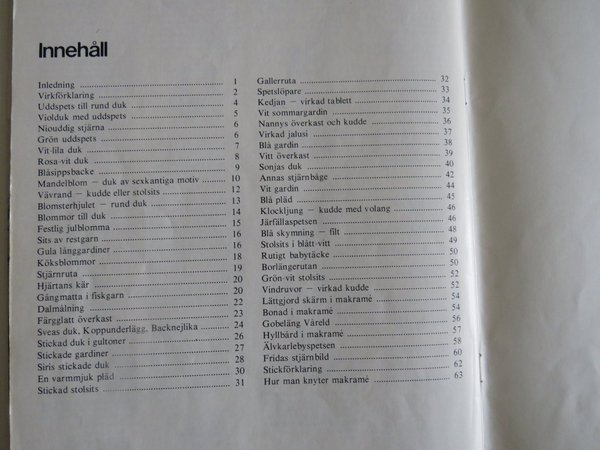 Innehåll
Inledning 1
Virkförklaring 2
Uddspets till rund duk 4
Violduk med uddspets 5
Niouddig stjärna 6
Grön uddspets 6
Vit-lila duk 7
Rosa-vit duk 8
Blåsippsbacke 9
Mandelblom – duk av sexkantiga motiv 10
Vävrand – kudde eller stolsits 12
Blomsterhjulet – rund duk 13
Blommor till duk 14
Festlig julblomma 15
Sits av restgarn 16
Gula långgardiner 16
Köksblommor 18
Stjärnruta 19
Hjärtans kär 20
Gångmatta i fiskgarn 20
Dalmålning 22
Färgglatt överkast 23
Sveas duk. Koppunderlägg. Backnejlika 24
Stickad duk i gultoner 26
Stickade gardiner 27
Siris stickade duk 28
En varmmjuk pläd 30
Stickad stolsits 31
Gallerruta 32
Spetslöpare 33
Kedjan – virkad tablett 34
Vit sommargardin 35
Nannys överkast och kudde 36
Virkad jalusi 37
Blå gardin 38
Vitt överkast 39
Sonjas duk 40
Annas stjärnbåge 42
Vit gardin 44
Blå pläd 45
Klockljung – kudde med volang 46
Järfällaspetsen 46
Blå skymning – filt 48
Stolsits i blått-vitt 49
Rutigt babytäcke 50
Borlängerutan 50
Grön-vit stolsits 52
Vindruvor – virkad kudde 52
Lättgjord skärm i makramé 54
Bonad i makramé 54
Gobeläng Våreld 56
Hyllbård i makramé 57
Älvkarlebyspetsen 58
Fridas stjärnbild 60
Stickförklaring 62
Hur man knyter makramé 63